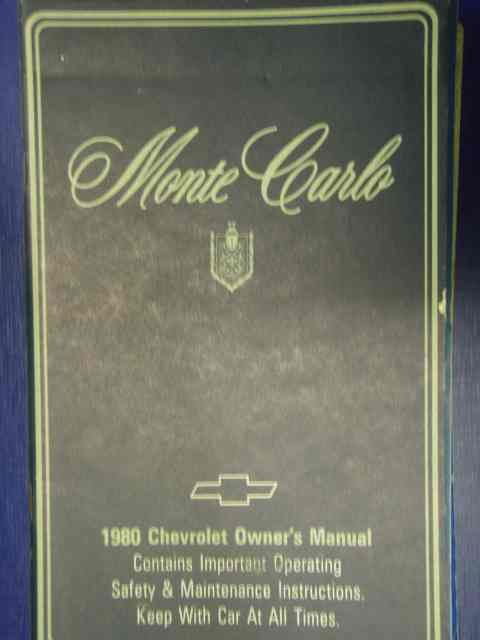 Monte Carlo
1980 Chevrolet Owner's Manual
Contains Important Operating
Safety & Maintenance Instructions.
Keep With Car At All Times.